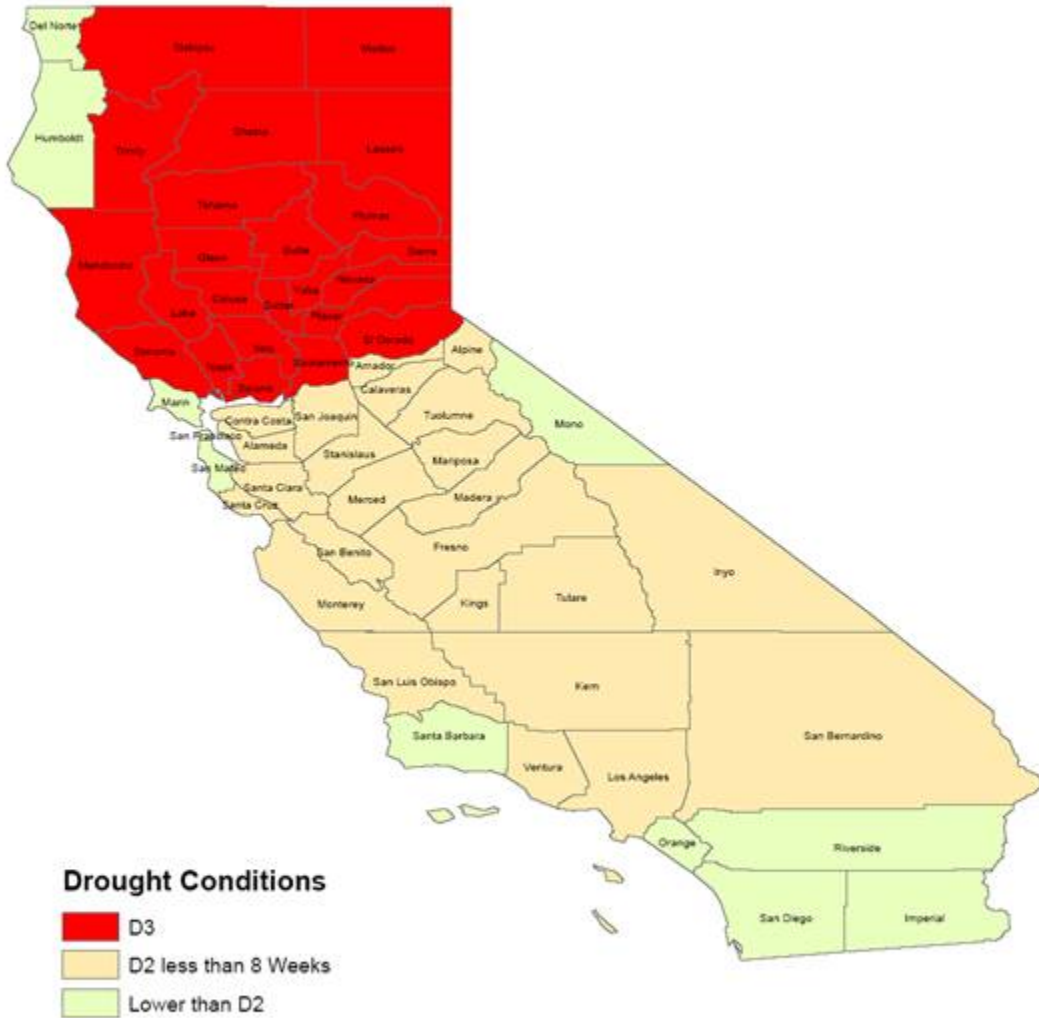 Del Norte
Siskiyou
Modoc
Humboldt
Trinity
Shasta
Lassen
Tehama
Plumas
Mendocino
Glenn
Butte
Sierra
Lake
Colusa
Sutter
Yuba
Nevada
Placer
Sonoma
Napa
Yolo
El Dorado
Solano
Sacramento
Amador
Alpine
Marin
Calaveras
Contra Costa
San Joaquin
Tuolumne
Mono
San Francisco
Alameda
Stanislaus
Mariposa
San Mateo
Santa Clara
Merced
Madera
Santa Cruz
San Benito
Fresno
Inyo
Monterey
Kings
Tulare
San Luis Obispo
Kern
Santa Barbara
San Bernardino
Ventura
Los Angeles
Orange
Riverside
San Diego
Imperial
Drought Conditions
D3
D2 less than 8 Weeks
Lower than D2